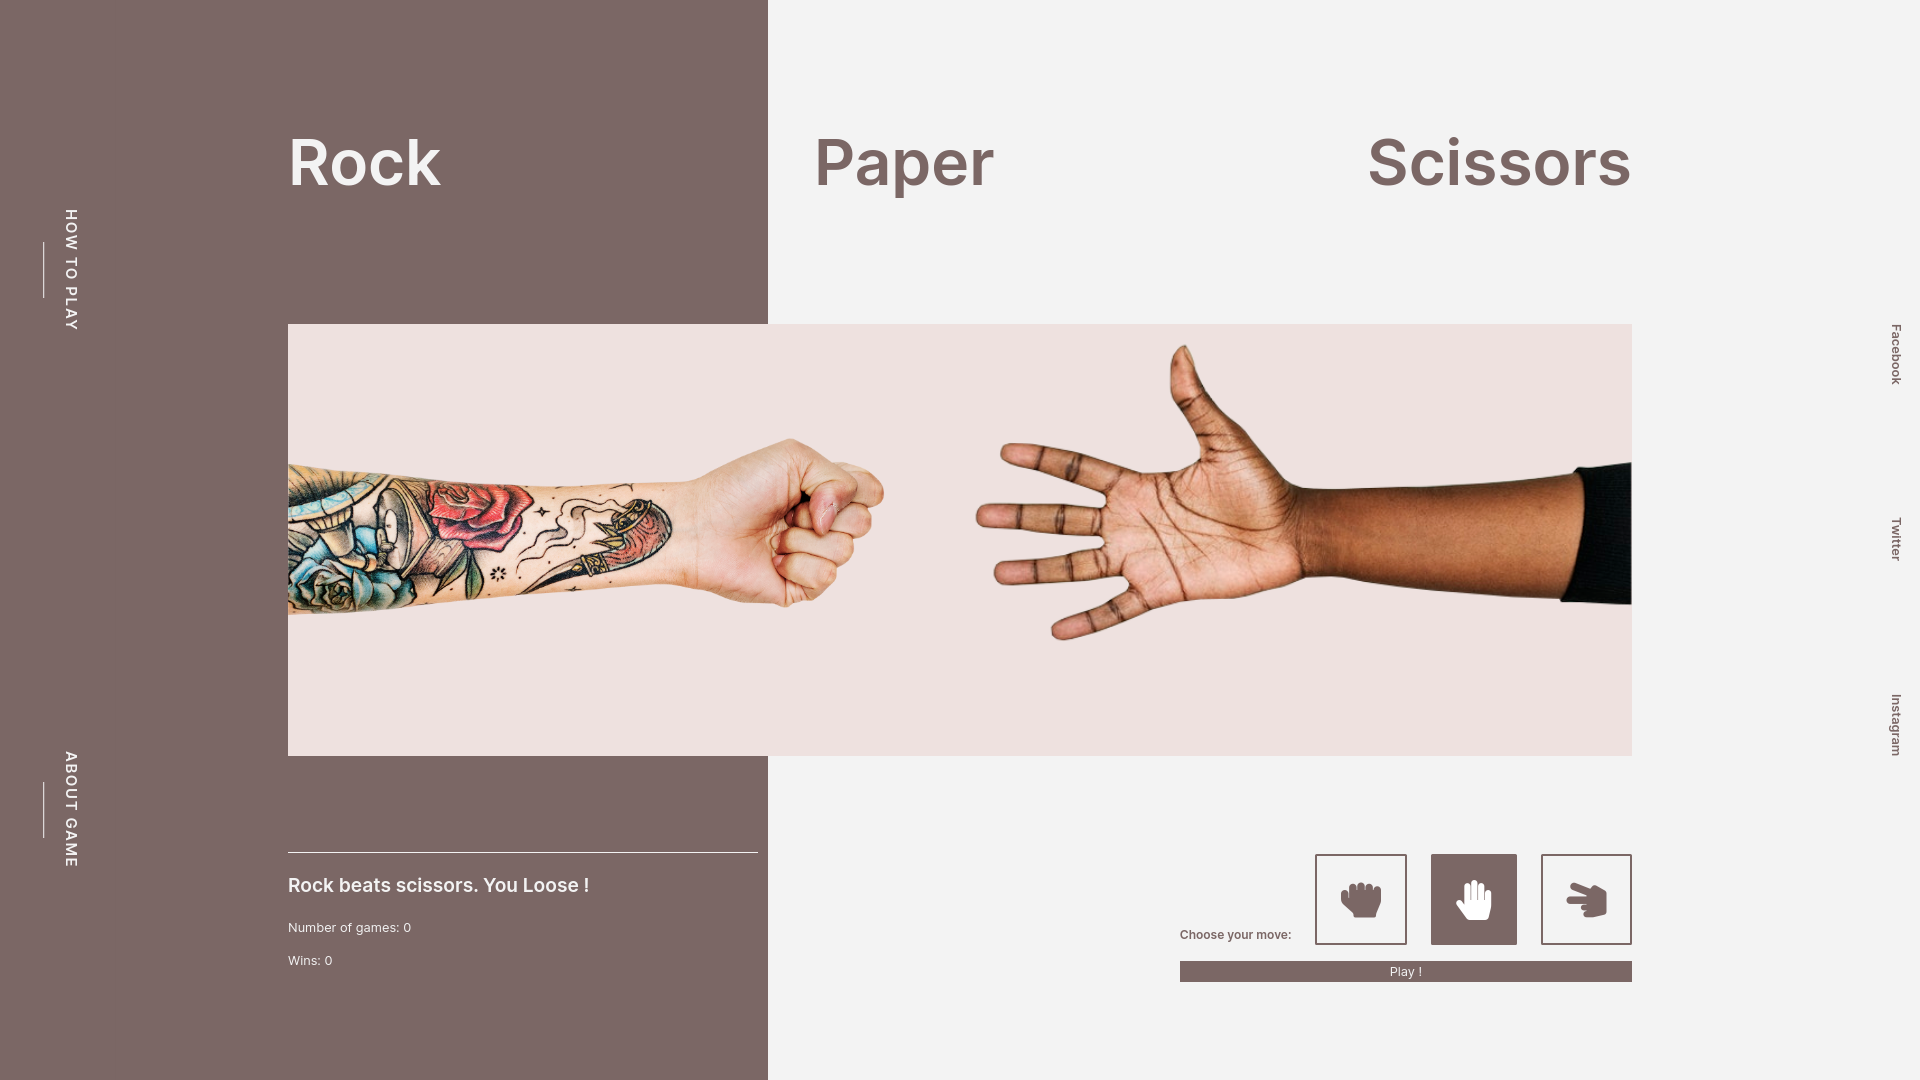 Rock
Paper
Scissors
HOW TO PLAY
ABOUT GAME
Facebook
Twitter
Instagram
Rock beats scissors. You Loose !
Number of games: 0
Wins: 0
Choose your move:
Play !